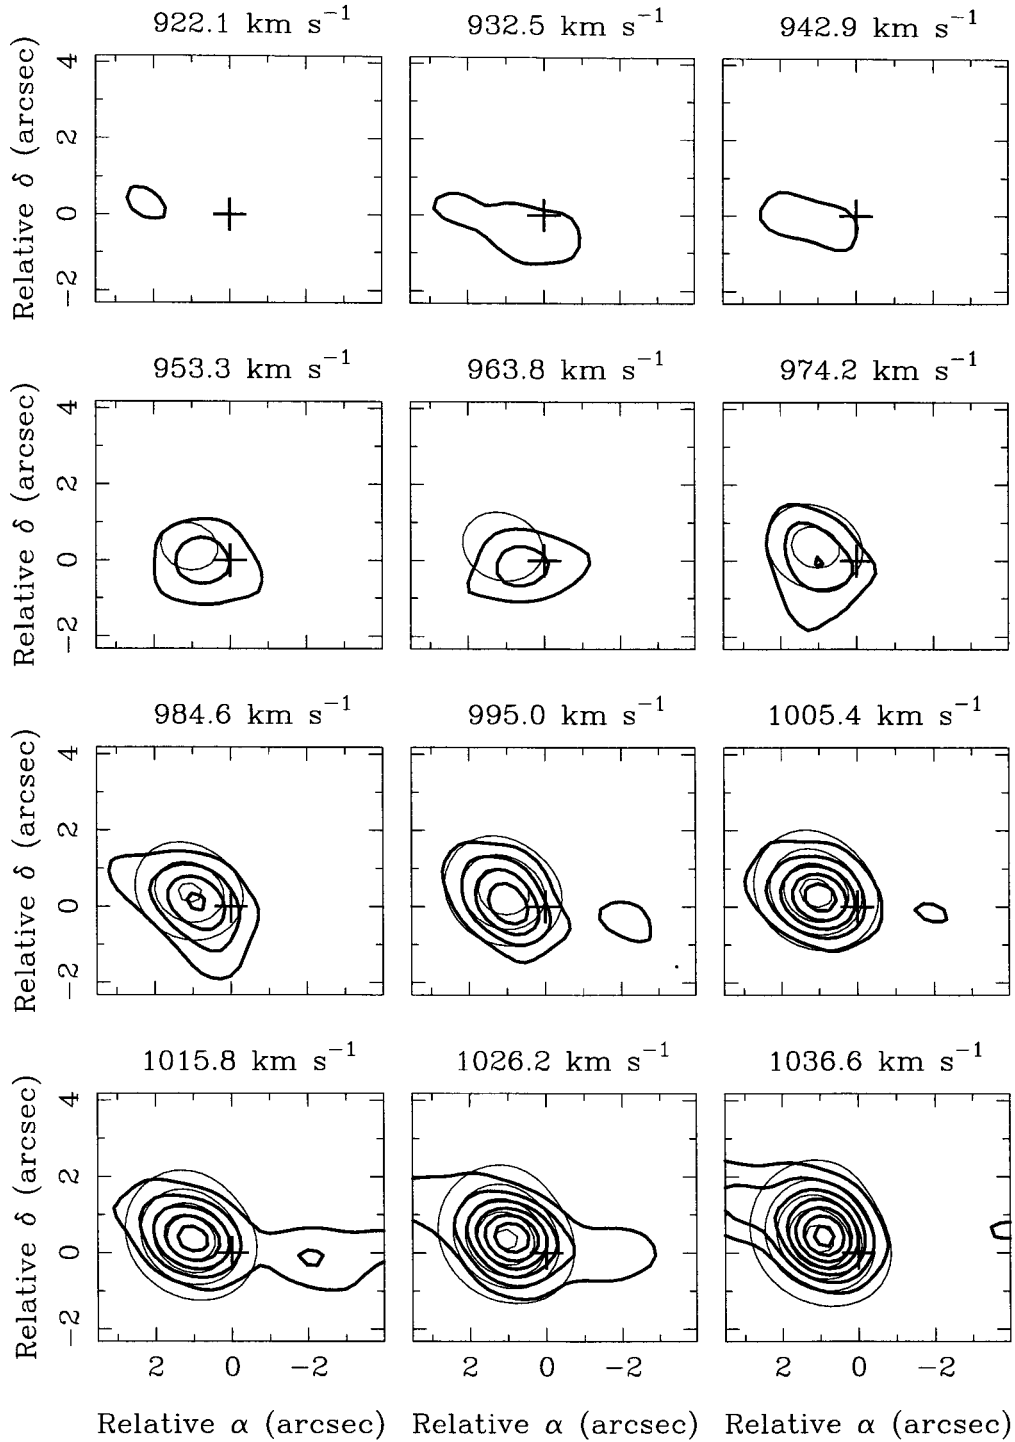 922.1 km s⁻¹ 932.5 km s⁻¹ 942.9 km s⁻¹
Relative δ (arcsec)
4
2
0
−2
953.3 km s⁻¹ 963.8 km s⁻¹ 974.2 km s⁻¹
Relative δ (arcsec)
4
2
0
−2
984.6 km s⁻¹ 995.0 km s⁻¹ 1005.4 km s⁻¹
Relative δ (arcsec)
4
2
0
−2
1015.8 km s⁻¹ 1026.2 km s⁻¹ 1036.6 km s⁻¹
Relative δ (arcsec)
4
2
0
−2
2 0 −2 2 0 −2 2 0 −2
Relative α (arcsec) Relative α (arcsec) Relative α (arcsec)